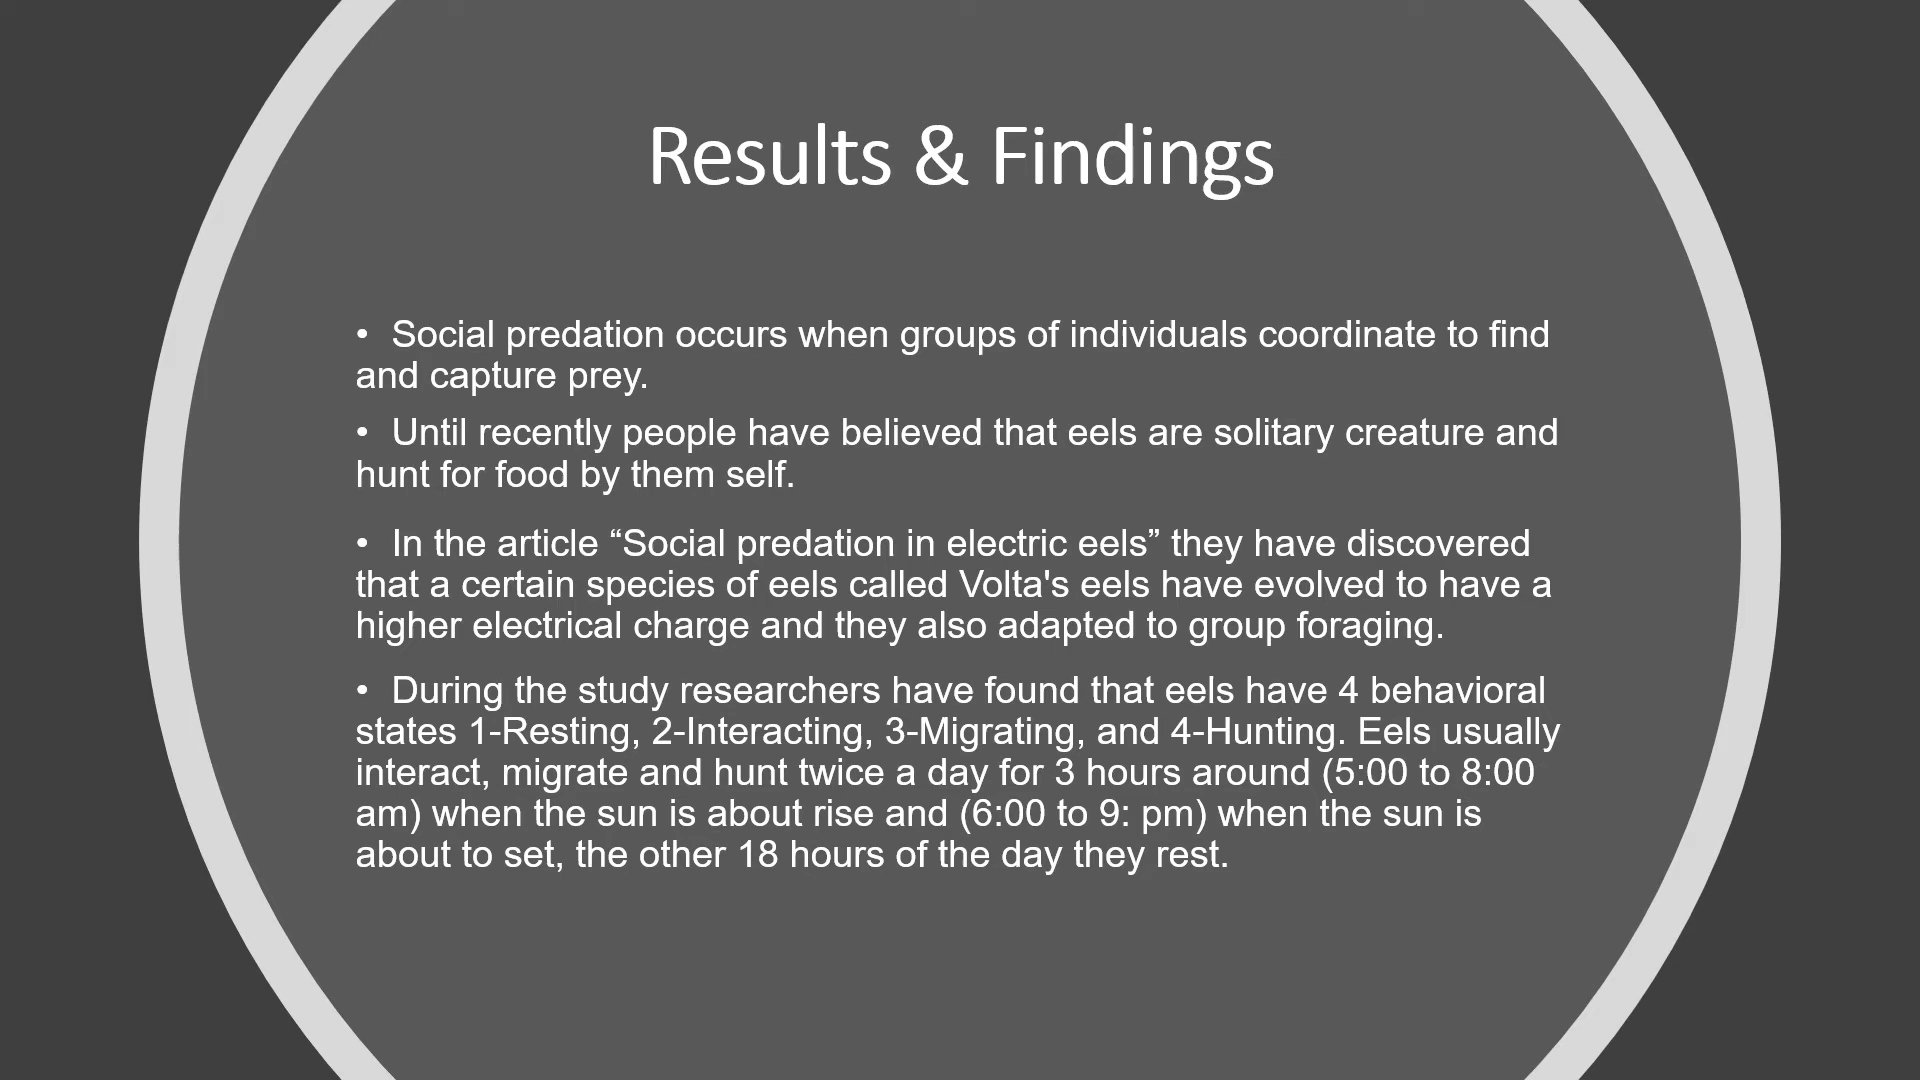 Results & Findings
• Social predation occurs when groups of individuals coordinate to find
and capture prey.
• Until recently people have believed that eels are solitary creature and
hunt for food by them self.
• In the article “Social predation in electric eels” they have discovered
that a certain species of eels called Volta's eels have evolved to have a
higher electrical charge and they also adapted to group foraging.
• During the study researchers have found that eels have 4 behavioral
states 1-Resting, 2-Interacting, 3-Migrating, and 4-Hunting. Eels usually
interact, migrate and hunt twice a day for 3 hours around (5:00 to 8:00
am) when the sun is about rise and (6:00 to 9: pm) when the sun is
about to set, the other 18 hours of the day they rest.